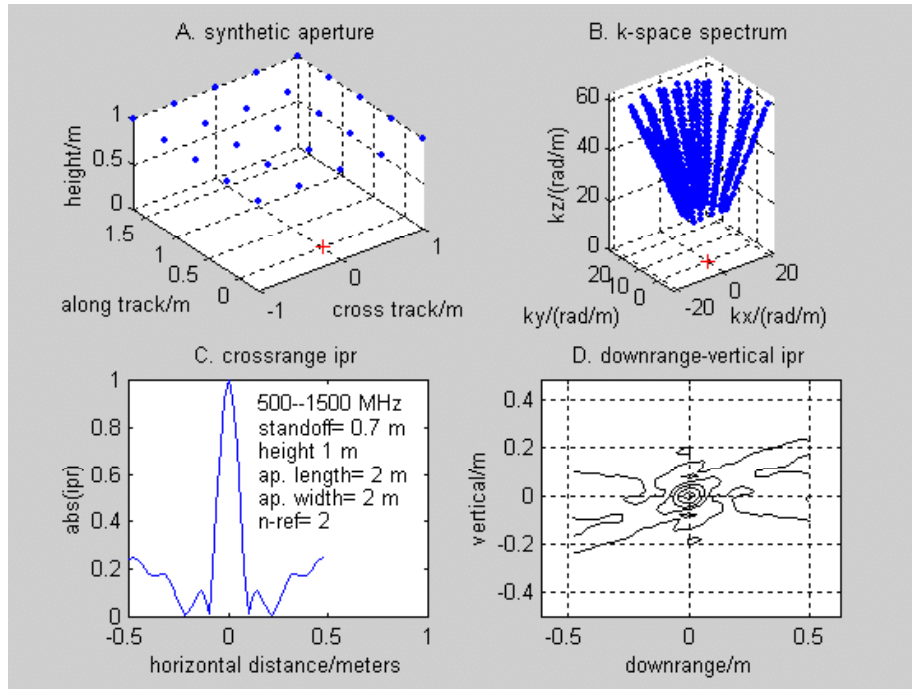 A. synthetic aperture
1
0.5
0
height/m
1.5
1
0.5
0
along track/m
-1
0
1
cross track/m
B. k-space spectrum
60
40
20
0
kz/(rad/m)
20
10
0
ky/(rad/m)
-20
0
20
kx/(rad/m)
C. crossrange ipr
1
0.8
0.6
0.4
0.2
0
abs(ipr)
500--1500 MHz
standoff= 0.7 m
height 1 m
ap. length= 2 m
ap. width= 2 m
n-ref= 2
-0.5
0
0.5
1
horizontal distance/meters
D. downrange-vertical ipr
0.4
0.2
0
-0.2
-0.4
vertical/m
-0.5
0
0.5
downrange/m